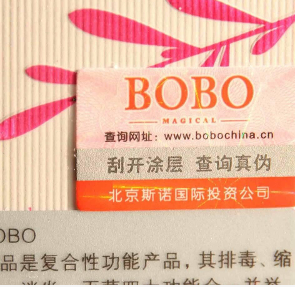 BOBO
MAGICAL
查询网址：www.bobochina.cn
刮开涂层 查询真伪
北京斯诺国际投资公司
OBO
品是复合性功能产品，其排毒、缩